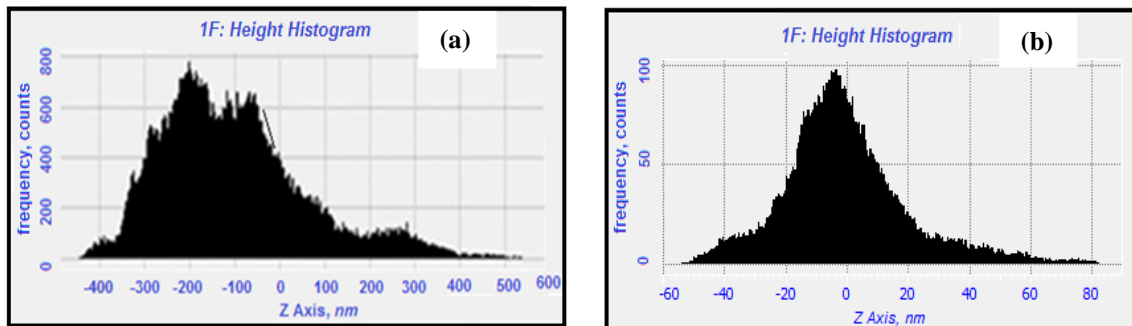 1F: Height Histogram
(a)
frequency, counts
800
600
400
200
0
-400 -300 -200 -100 0 100 200 300 400 500 600
Z Axis, nm
1F: Height Histogram
(b)
frequency, counts
100
50
0
-60 -40 -20 0 20 40 60 80
Z Axis, nm